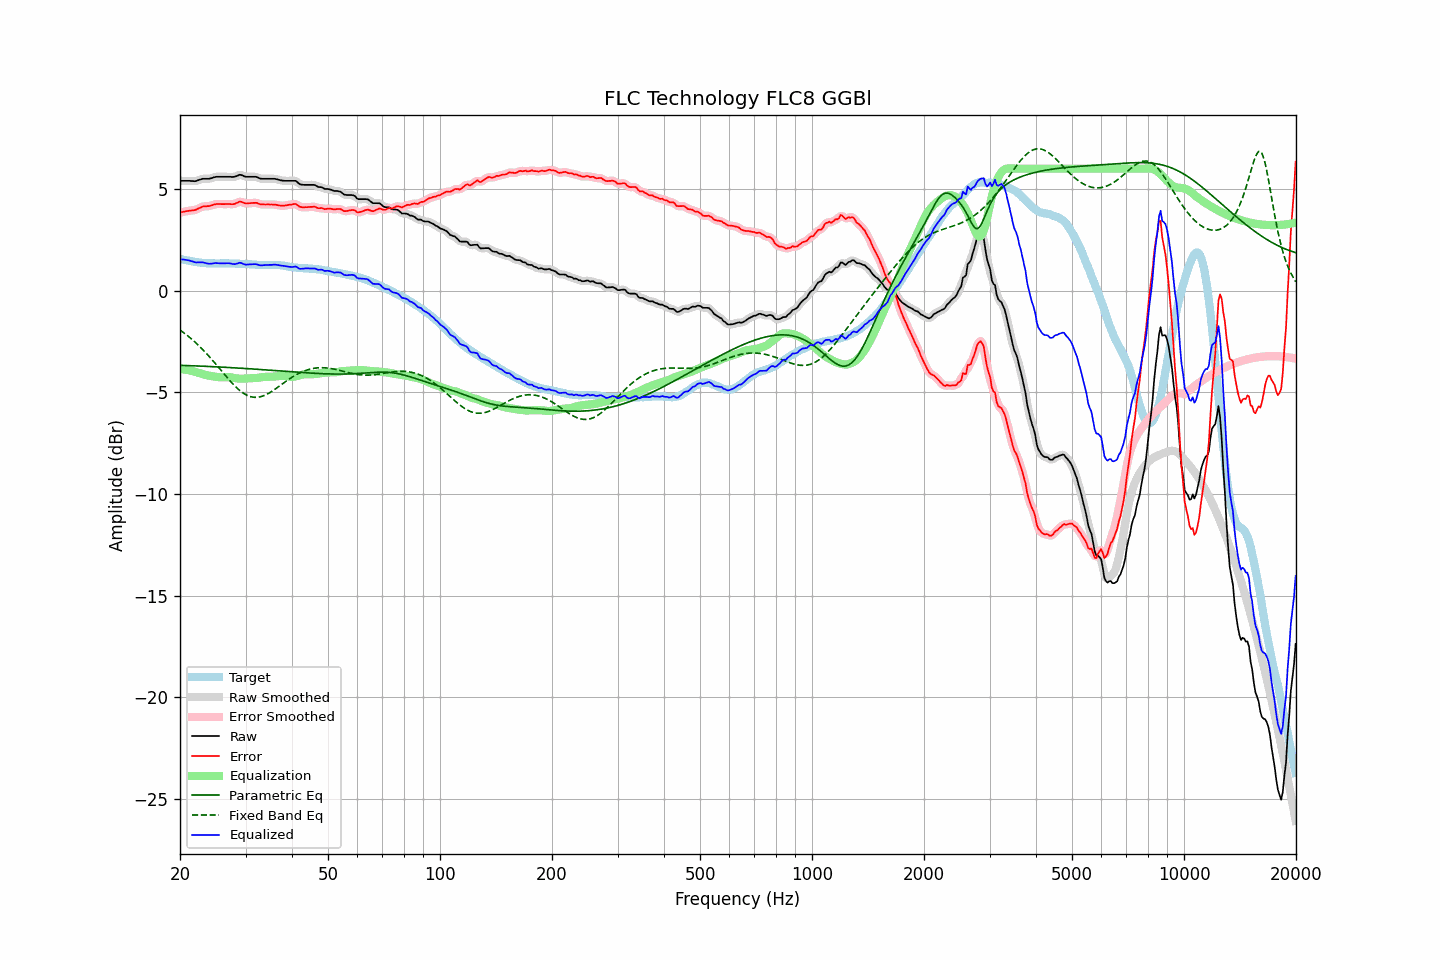 FLC Technology FLC8 GGBl
Amplitude (dBr)
5
0
−5
−10
−15
−20
−25
Target
Raw Smoothed
Error Smoothed
Raw
Error
Equalization
Parametric Eq
Fixed Band Eq
Equalized
20 50 100 200 500 1000 2000 5000 10000 20000
Frequency (Hz)